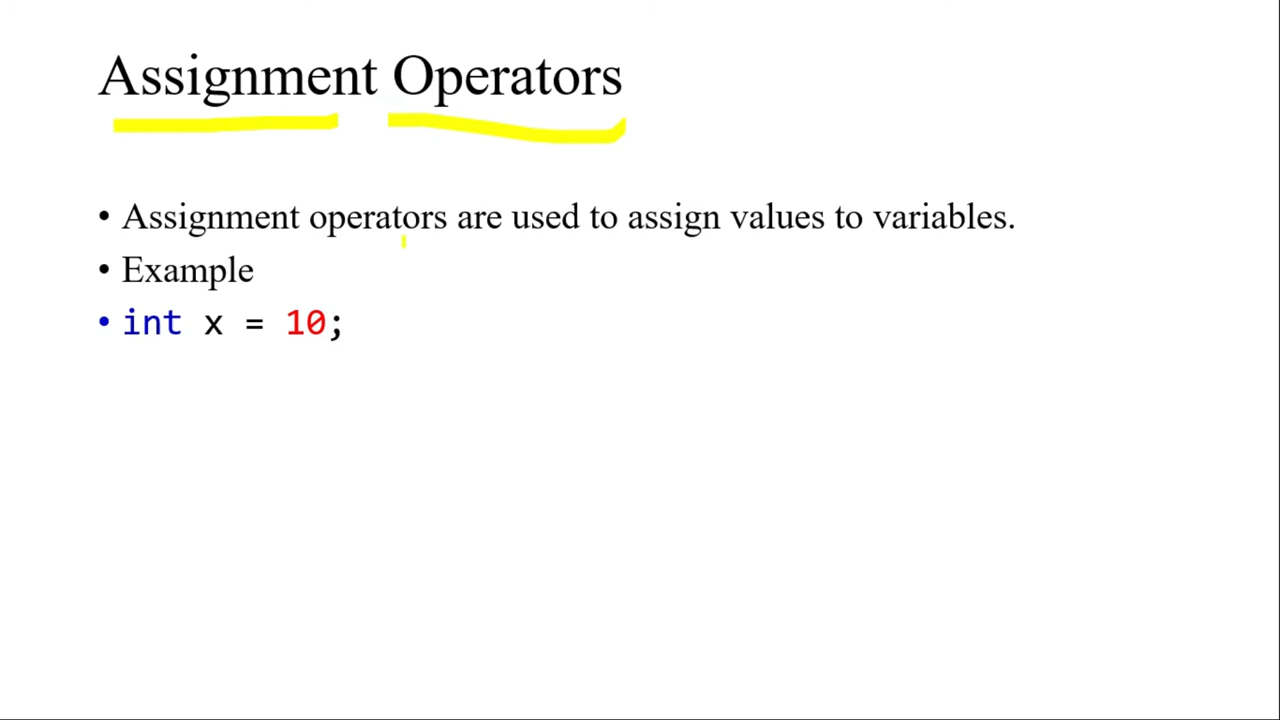 Assignment Operators
• Assignment operators are used to assign values to variables.
• Example
• int x = 10;